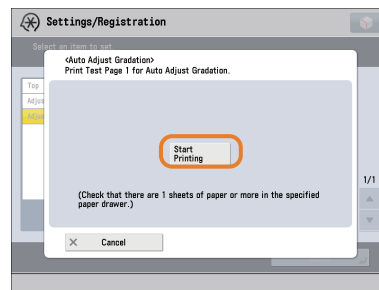 Settings/Registration
Select an item to set.
<Auto Adjust Gradation>
Print Test Page 1 for Auto Adjust Gradation.
Top
Adjus
Adjus
Start
Printing
1/1
(Check that there are 1 sheets of paper or more in the specified
paper drawer.)
Cancel